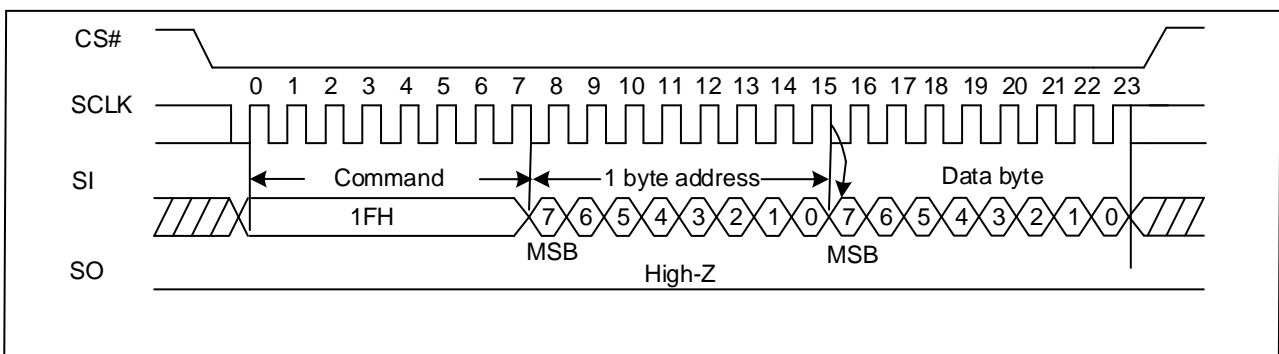 CS#
0 1 2 3 4 5 6 7 8 9 10 11 12 13 14 15 16 17 18 19 20 21 22 23
SCLK
SI Command 1 byte address Data byte
1FH 7 6 5 4 3 2 1 0 7 6 5 4 3 2 1 0
MSB MSB
SO High-Z